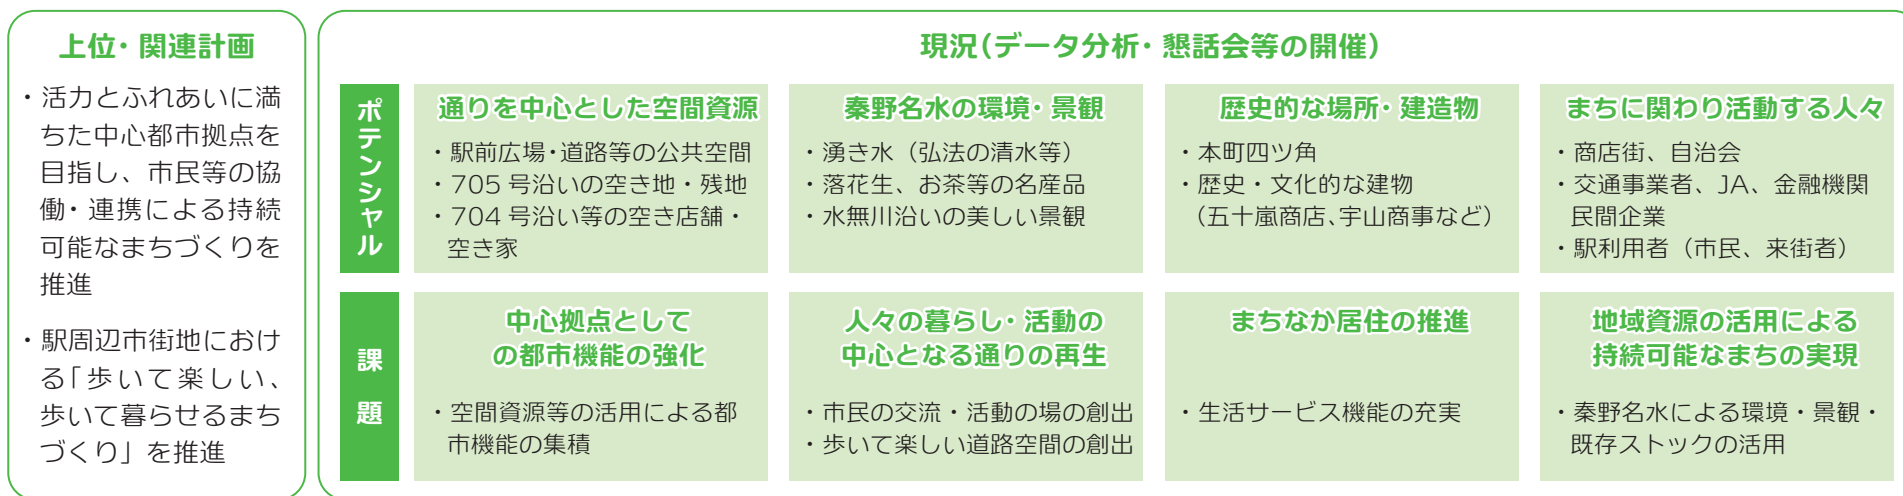 上位・関連計画
・活力とふれあいに満
ちた中心都市拠点を
目指し、市民等の協
働・連携による持続
可能なまちづくりを
推進
・駅周辺市街地におけ
る「歩いて楽しい、
歩いて暮らせるまち
づくり」を推進
現況（データ分析・懇話会等の開催）
ポテンシャル
通りを中心とした空間資源
・駅前広場・道路等の公共空間
・705 号沿いの空き地・残地
・704 号沿い等の空き店舗・
空き家
秦野名水の環境・景観
・湧き水（弘法の清水等）
・落花生、お茶等の名産品
・水無川沿いの美しい景観
歴史的な場所・建造物
・本町四ツ角
・歴史・文化的な建物
（五十嵐商店、宇山商事など）
まちに関わり活動する人々
・商店街、自治会
・交通事業者、JA、金融機関
民間企業
・駅利用者（市民、来街者）
課題
中心拠点として
の都市機能の強化
・空間資源等の活用による都
市機能の集積
人々の暮らし・活動の
中心となる通りの再生
・市民の交流・活動の場の創出
・歩いて楽しい道路空間の創出
まちなか居住の推進
・生活サービス機能の充実
地域資源の活用による
持続可能なまちの実現
・秦野名水による環境・景観・
既存ストックの活用